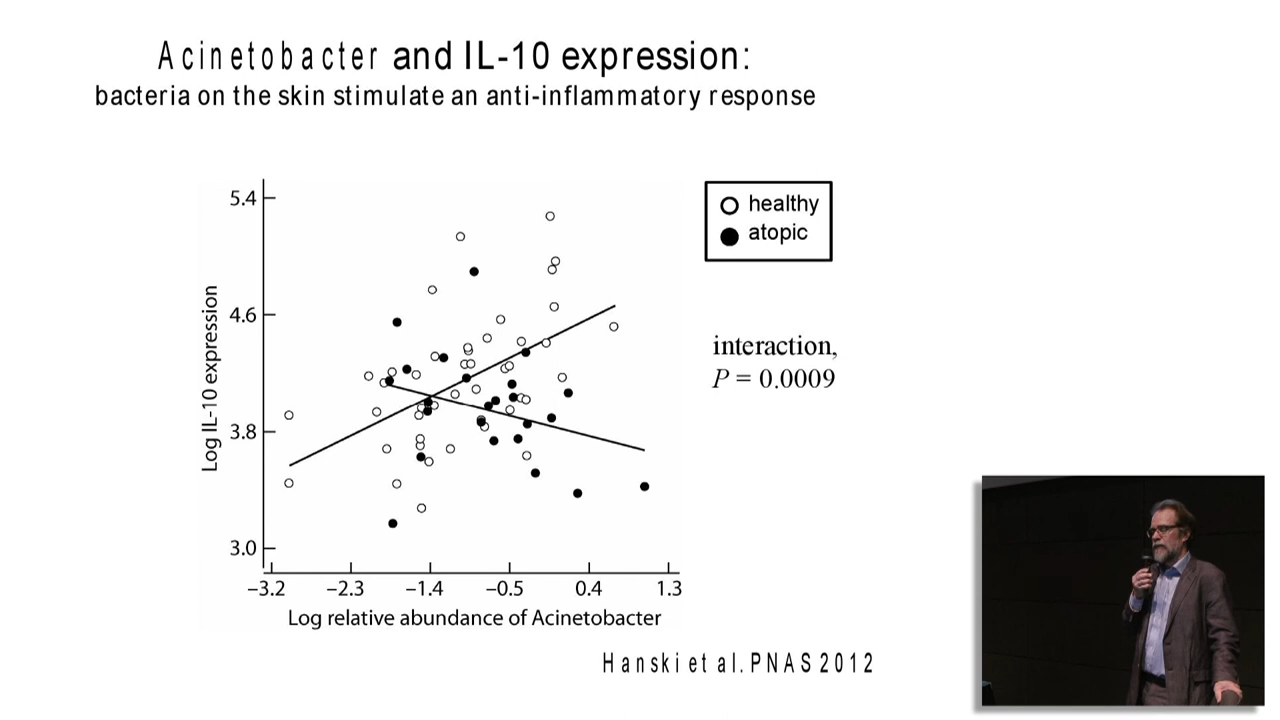 Acinetobacter and IL-10 expression:
bacteria on the skin stimulate an anti-inflammatory response
healthy
atopic
interaction,
P = 0.0009
Log IL-10 expression
5.4
4.6
3.8
3.0
−3.2 −2.3 −1.4 −0.5 0.4 1.3
Log relative abundance of Acinetobacter
Hanski et al. PNAS 2012